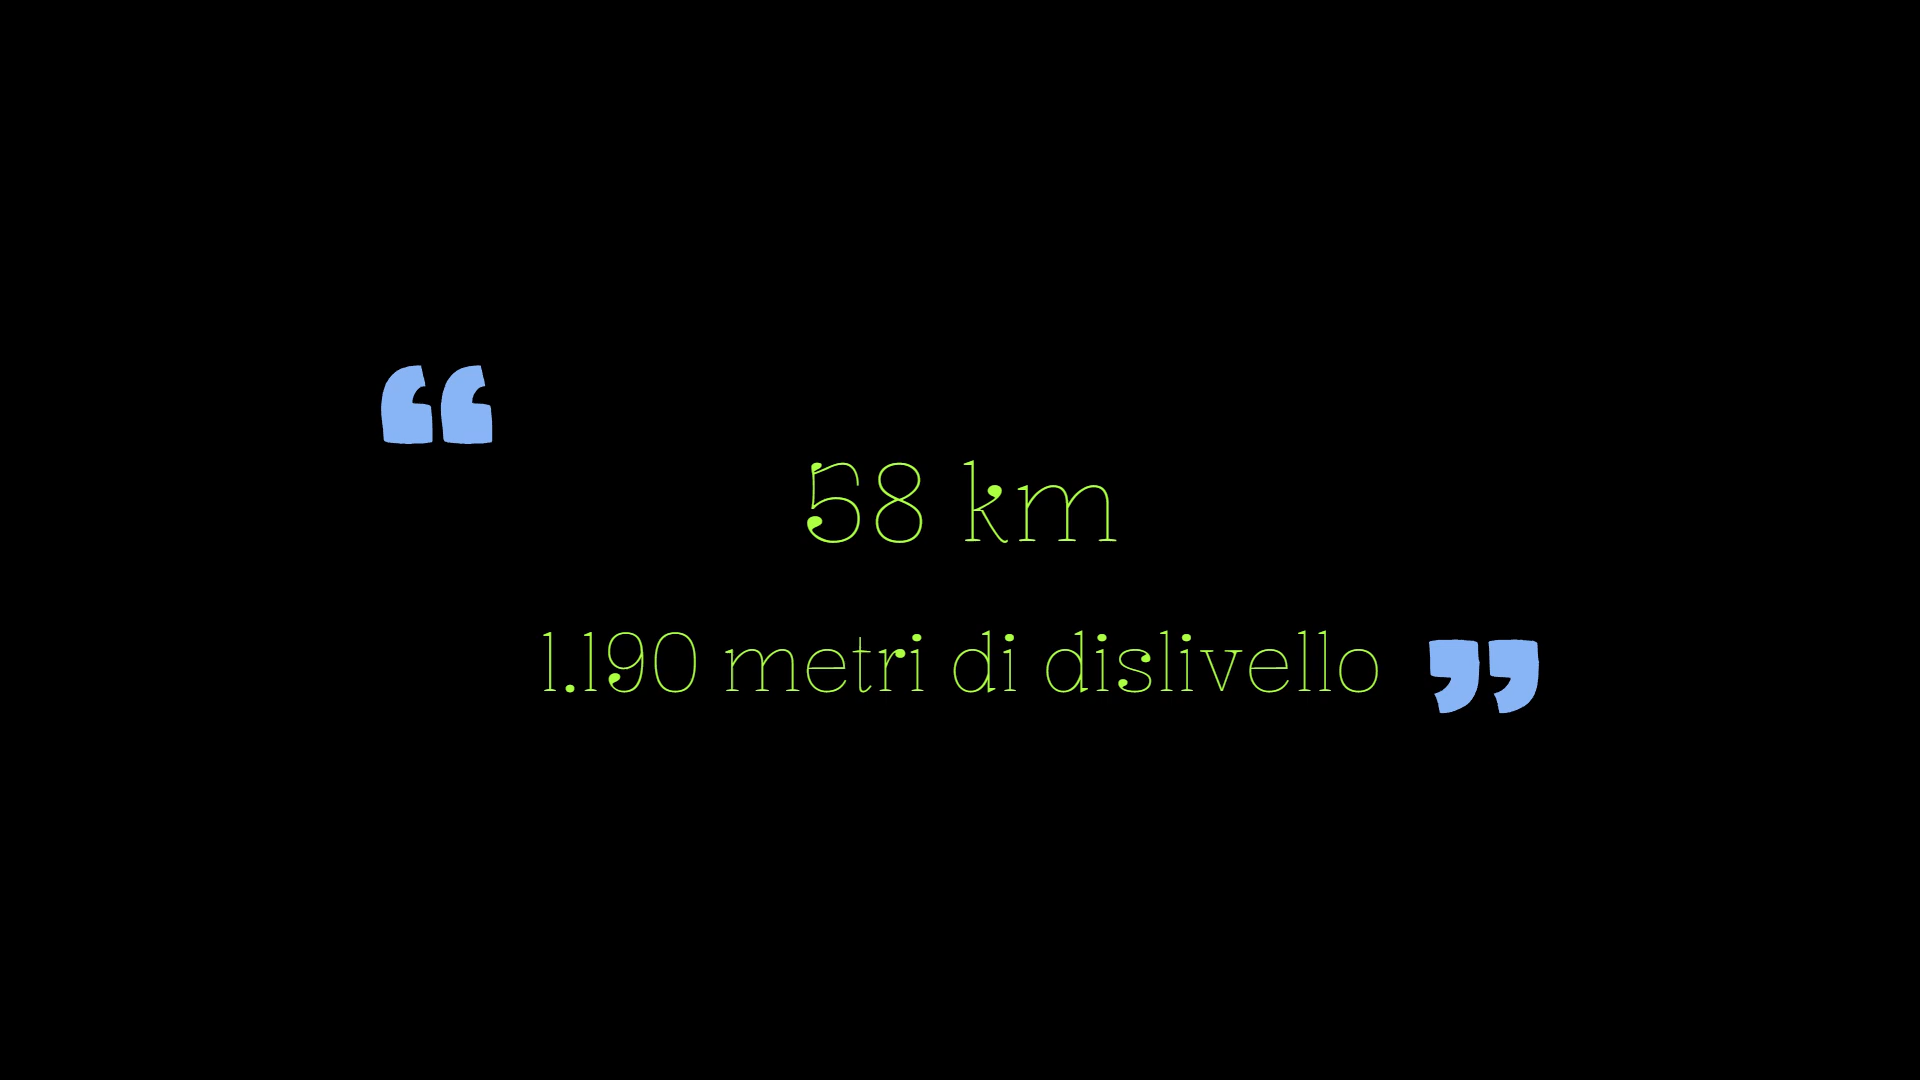 “
58 km
1.190 metri di dislivello ”